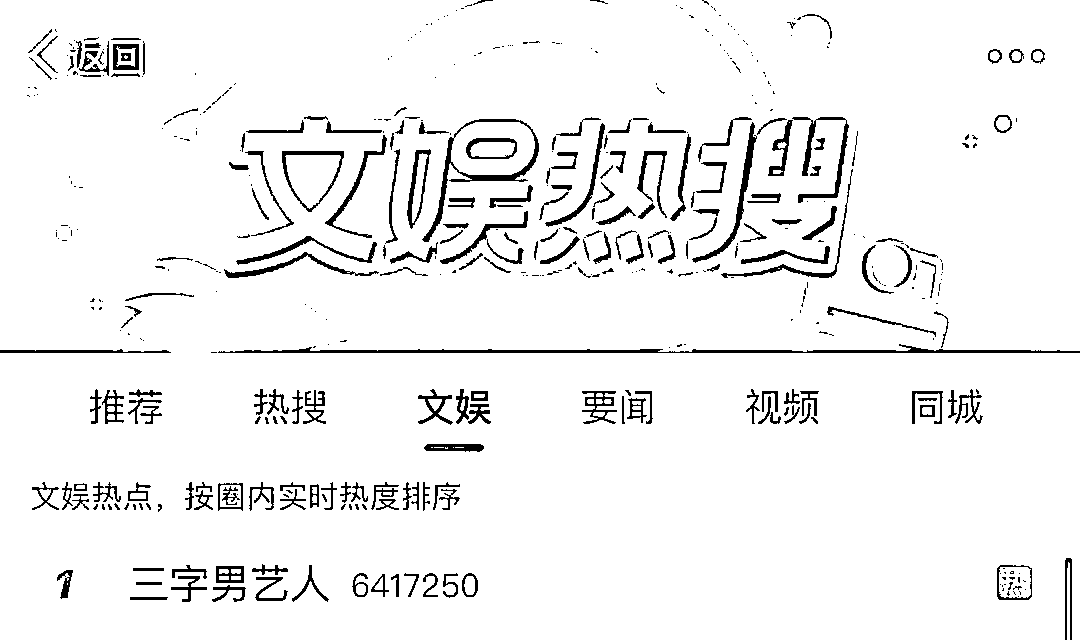 返回
文娱热搜
推荐 热搜 文娱 要闻 视频 同城
文娱热点，按圈内实时热度排序
1 三字男艺人 6417250 热